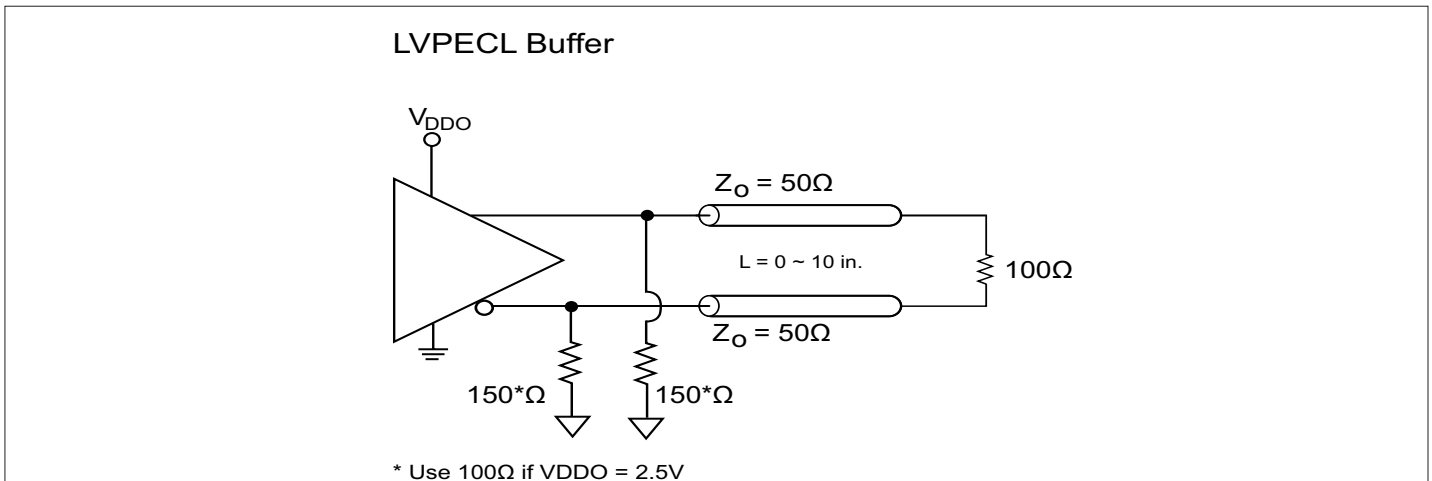 LVPECL Buffer
VDDO
ZO = 50Ω
L = 0 ~ 10 in.
100Ω
ZO = 50Ω
150*Ω
150*Ω
* Use 100Ω if VDDO = 2.5V